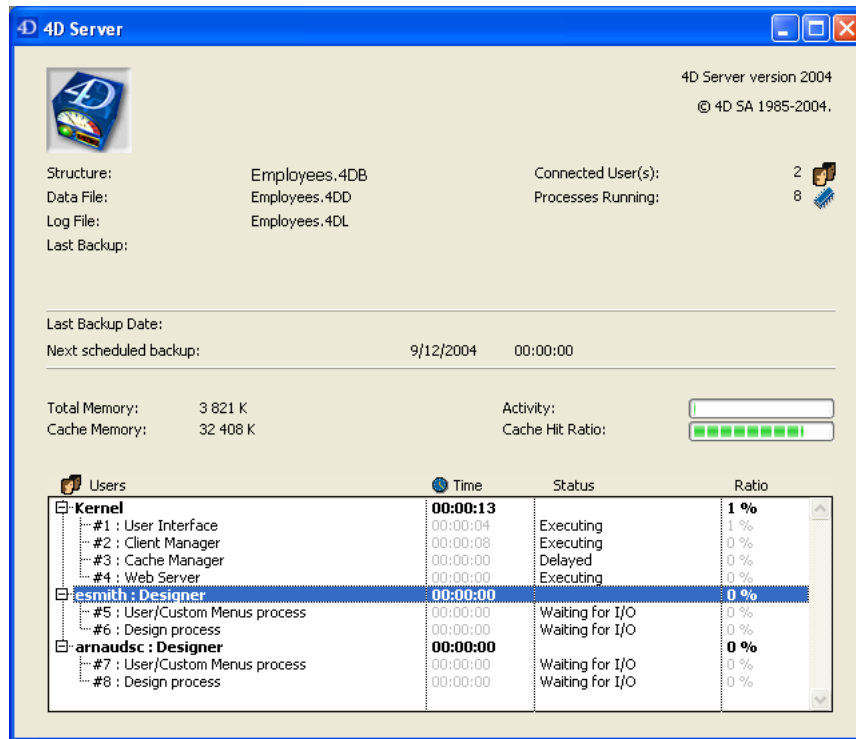 4D 4D Server
4D
4D Server version 2004
© 4D SA 1985-2004.
Structure: Employees.4DB Connected User(s): 2
Data File: Employees.4DD Processes Running: 8
Log File: Employees.4DL
Last Backup:
Last Backup Date:
Next scheduled backup: 9/12/2004 00:00:00
Total Memory: 3 821 K Activity:
Cache Memory: 32 408 K Cache Hit Ratio:
Users Time Status Ratio
Kernel 00:00:13 1 %
#1 : User Interface 00:00:04 Executing 1 %
#2 : Client Manager 00:00:08 Executing 0 %
#3 : Cache Manager 00:00:00 Delayed 0 %
#4 : Web Server 00:00:00 Executing 0 %
esmith : Designer 00:00:00 0 %
#5 : User/Custom Menus process 00:00:00 Waiting for I/O 0 %
#6 : Design process 00:00:00 Waiting for I/O 0 %
arnaudsc : Designer 00:00:00 0 %
#7 : User/Custom Menus process 00:00:00 Waiting for I/O 0 %
#8 : Design process 00:00:00 Waiting for I/O 0 %